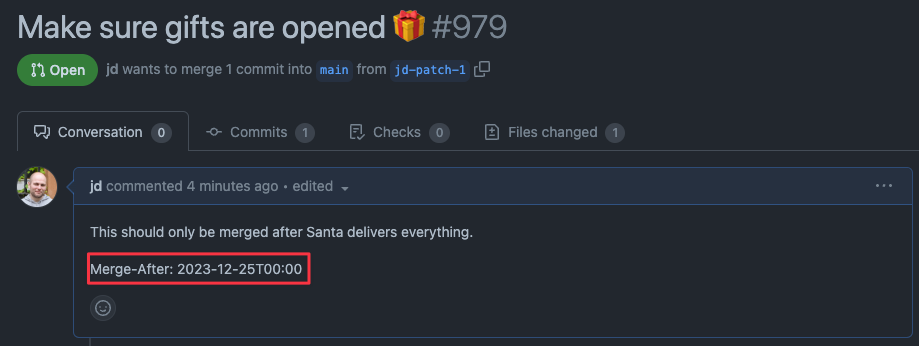 Make sure gifts are opened 🎁 #979
Open jd wants to merge 1 commit into main from jd-patch-1
Conversation 0 Commits 1 Checks 0 Files changed 1
jd commented 4 minutes ago • edited
This should only be merged after Santa delivers everything.
Merge-After: 2023-12-25T00:00